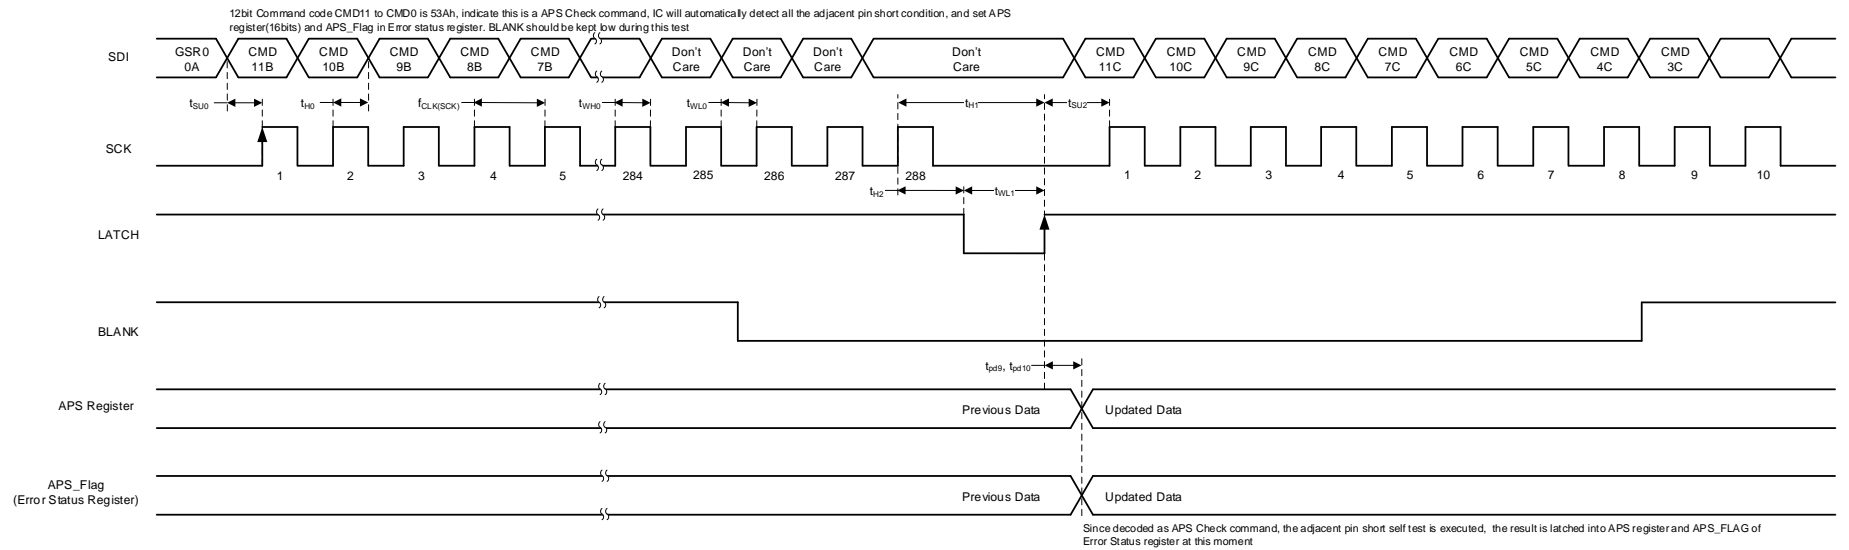 12bit Command code CMD11 to CMD0 is 53Ah, indicate this is a APS Check command, IC will automatically detect all the adjacent pin short condition, and set APS
register(16bits) and APS_Flag in Error status register. BLANK should be kept low during this test
SDI
GSR0 0A
CMD 11B
CMD 10B
CMD 9B
CMD 8B
CMD 7B
Don't Care
Don't Care
Don't Care
Don't Care
CMD 11C
CMD 10C
CMD 9C
CMD 8C
CMD 7C
CMD 6C
CMD 5C
CMD 4C
CMD 3C
tSU0
tH0
fCLK(SCK)
tWH0
tWL0
tH1
tSU2
SCK
1 2 3 4 5 284 285 286 287 288 1 2 3 4 5 6 7 8 9 10
tH2
tWL1
LATCH
BLANK
tpd9, tpd10
APS Register
Previous Data
Updated Data
APS_Flag
(Error Status Register)
Previous Data
Updated Data
Since decoded as APS Check command, the adjacent pin short self test is executed, the result is latched into APS register and APS_FLAG of
Error Status register at this moment